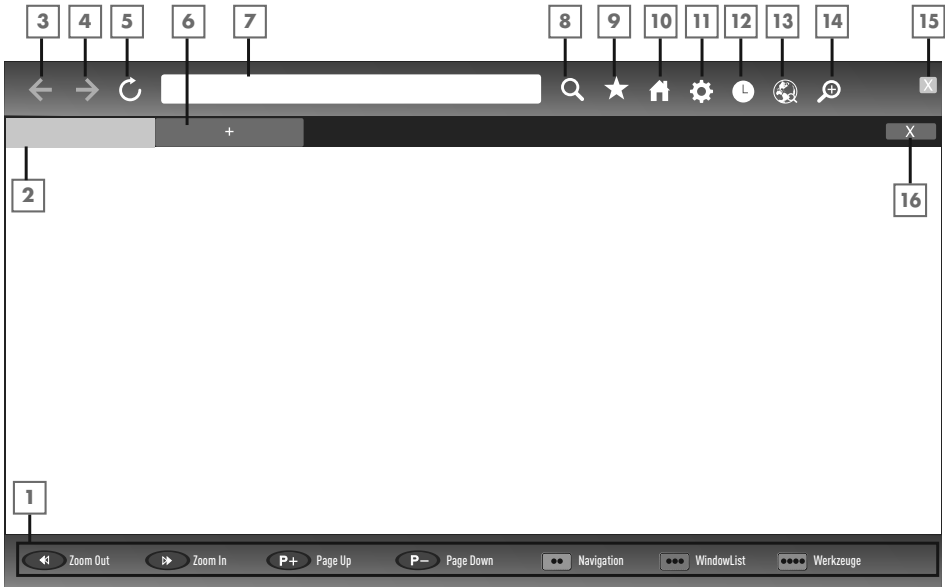 3 4 5 6 7 8 9 10 11 12 13 14 15
X
+ X
2 16
1
Zoom Out Zoom In P+ Page Up P− Page Down Navigation WindowList Werkzeuge